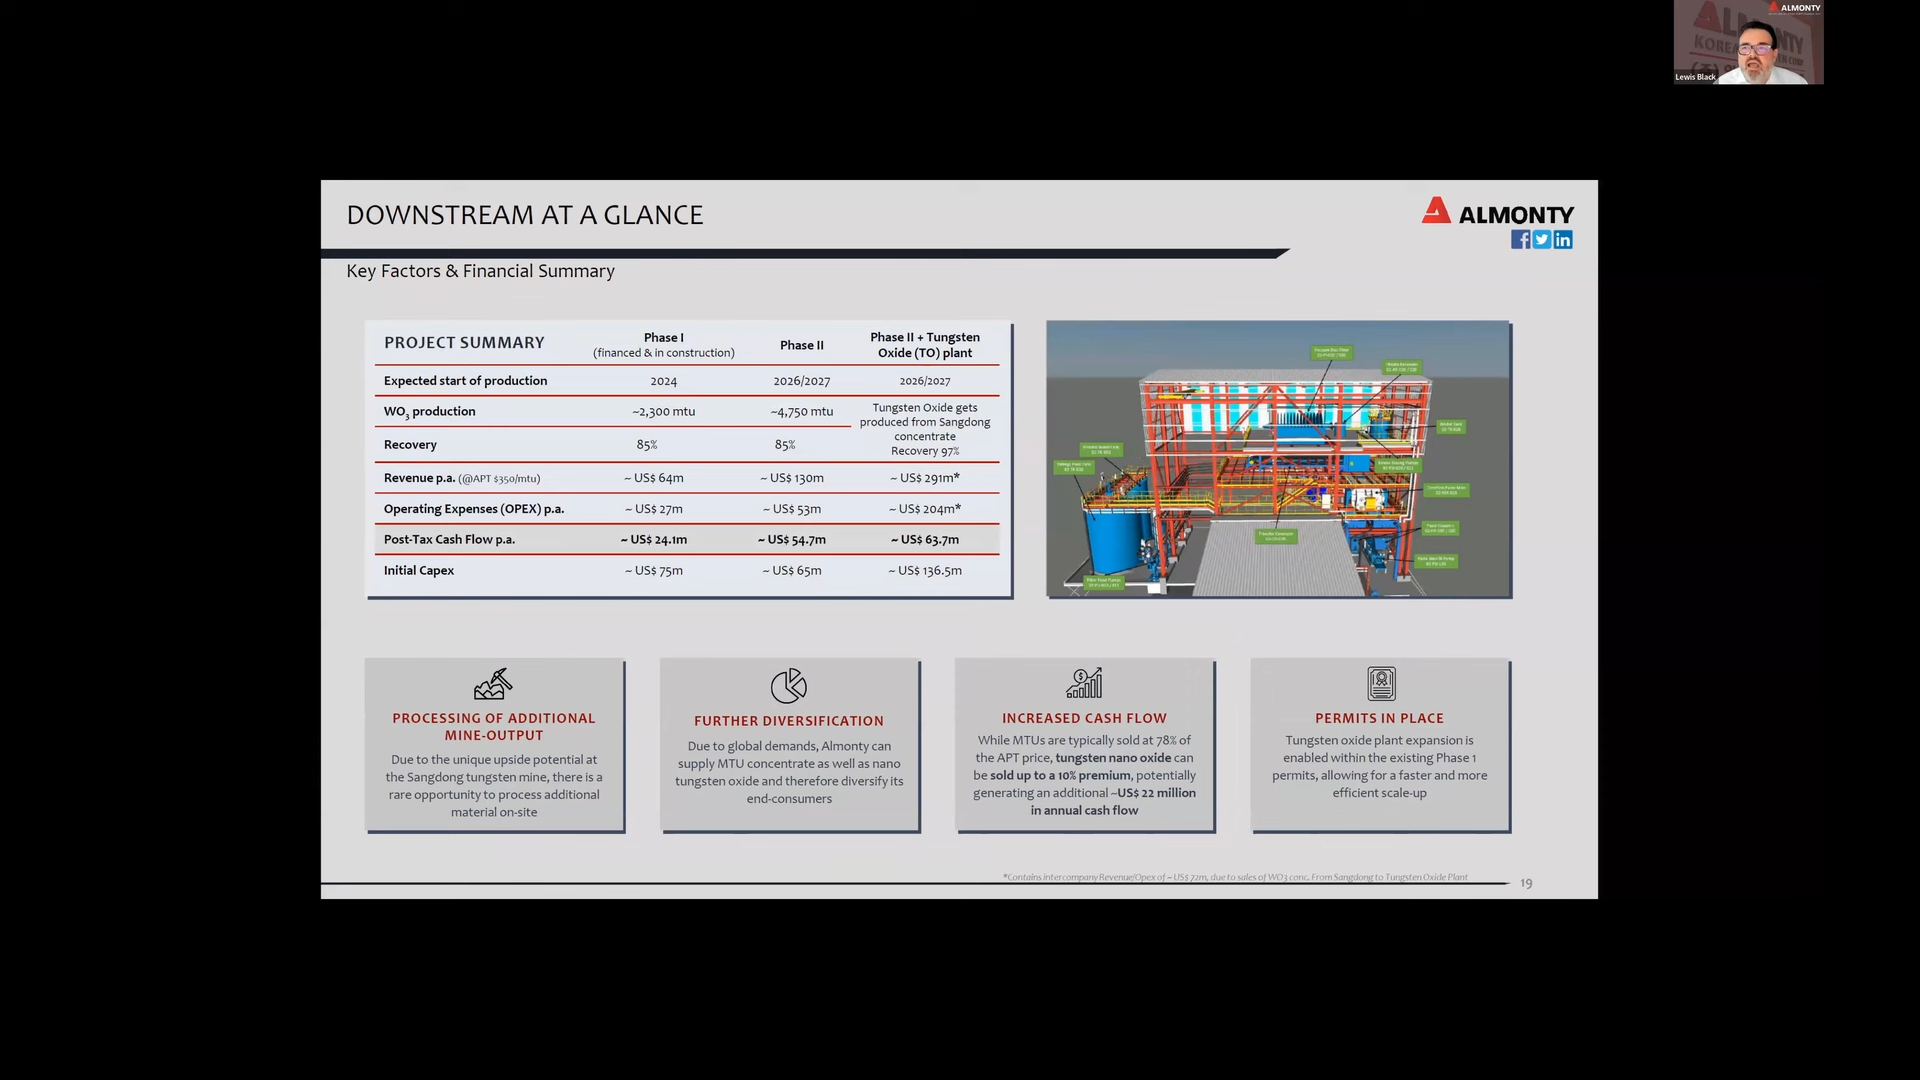 ALMONTY
Lewis Black
DOWNSTREAM AT A GLANCE
ALMONTY
Key Factors & Financial Summary
PROJECT SUMMARY
Phase I
(financed & in construction)
Phase II
Phase II + Tungsten
Oxide (TO) plant
Expected start of production 2024 2026/2027 2026/2027
WO₃ production ~2,300 mtu ~4,750 mtu
Recovery 85% 85%
Tungsten Oxide gets
produced from Sangdong
concentrate
Recovery 97%
Revenue p.a. (@APT $350/mtu) ~ US$ 64m ~ US$ 130m ~ US$ 291m*
Operating Expenses (OPEX) p.a. ~ US$ 27m ~ US$ 53m ~ US$ 204m*
Post-Tax Cash Flow p.a. ~ US$ 24.1m ~ US$ 54.7m ~ US$ 63.7m
Initial Capex ~ US$ 75m ~ US$ 65m ~ US$ 136.5m
PROCESSING OF ADDITIONAL
MINE-OUTPUT
Due to the unique upside potential at
the Sangdong tungsten mine, there is a
rare opportunity to process additional
material on-site
FURTHER DIVERSIFICATION
Due to global demands, Almonty can
supply MTU concentrate as well as nano
tungsten oxide and therefore diversify its
end-consumers
INCREASED CASH FLOW
While MTUs are typically sold at 78% of
the APT price, tungsten nano oxide can
be sold up to a 10% premium, potentially
generating an additional ~US$ 22 million
in annual cash flow
PERMITS IN PLACE
Tungsten oxide plant expansion is
enabled within the existing Phase 1
permits, allowing for a faster and more
efficient scale-up
*Contains intercompany Revenue/Opex of ~ US$ 72m, due to sales of WO3 conc. From Sangdong to Tungsten Oxide Plant
19